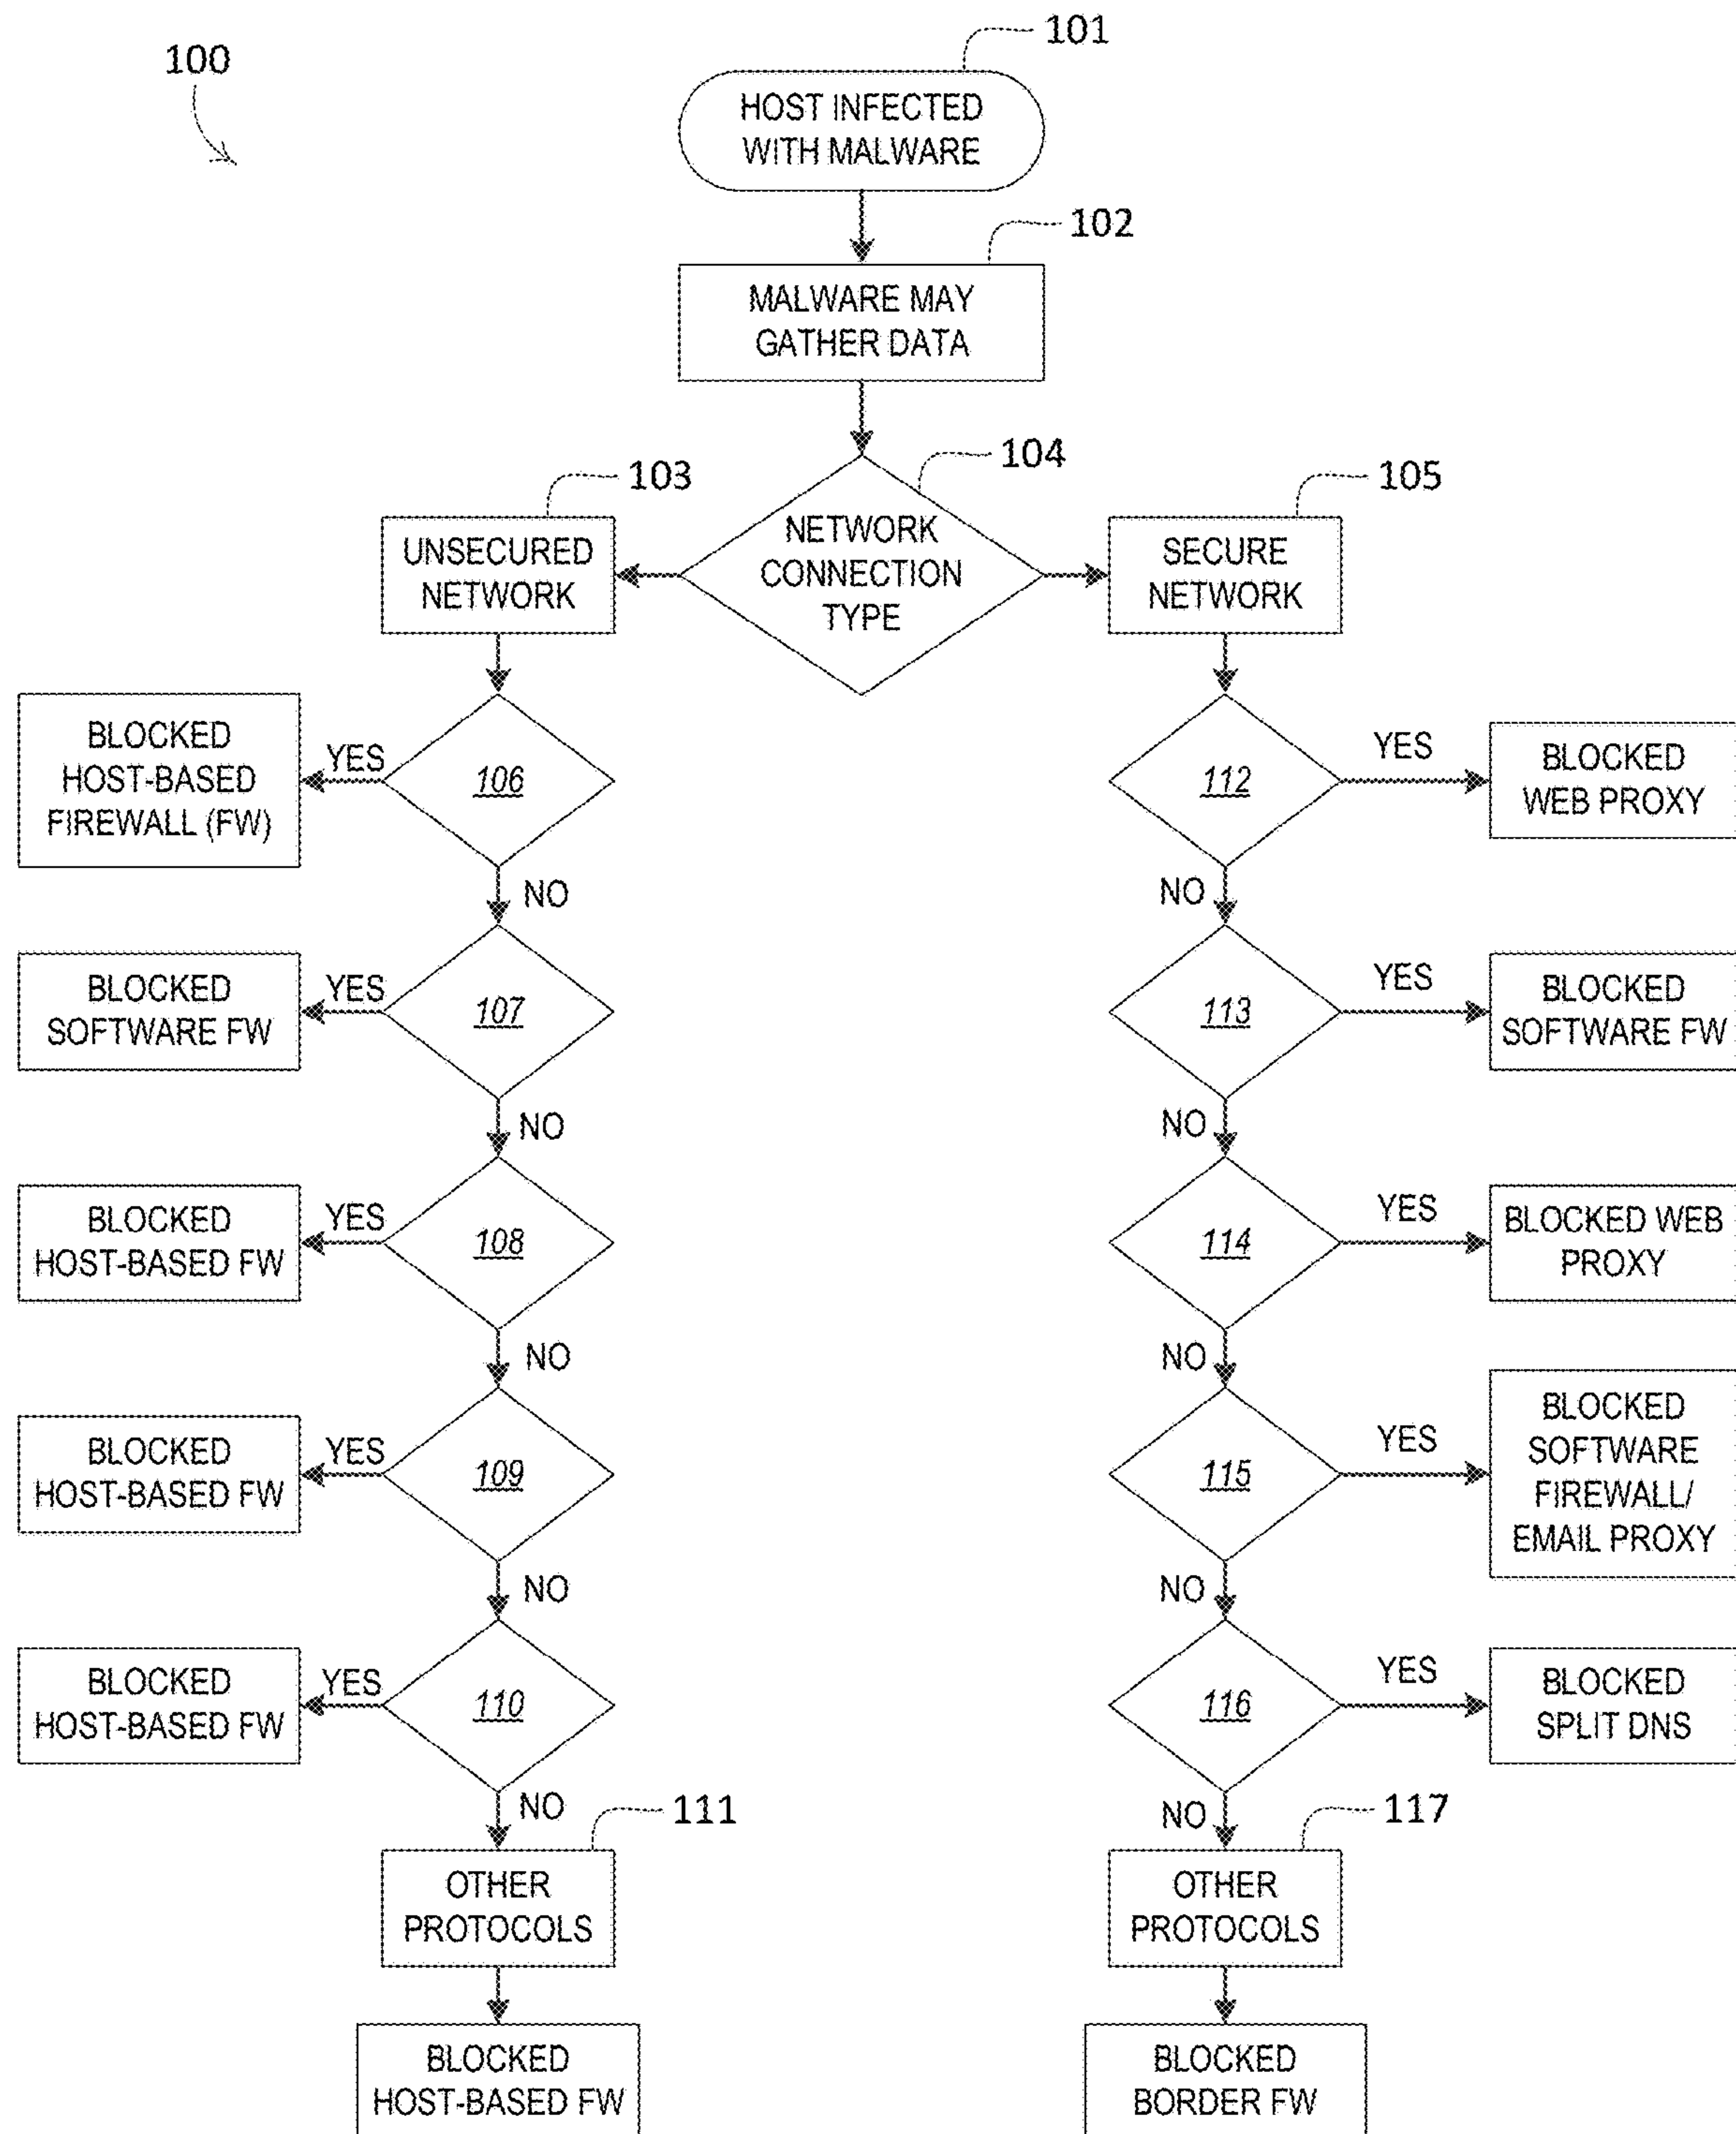 100
101
HOST INFECTED
WITH MALWARE
102
MALWARE MAY
GATHER DATA
103
104
105
UNSECURED
NETWORK
NETWORK
CONNECTION
TYPE
SECURE
NETWORK
BLOCKED
HOST-BASED
FIREWALL (FW)
YES
106
112
YES
BLOCKED
WEB PROXY
NO
NO
BLOCKED
SOFTWARE FW
YES
107
113
YES
BLOCKED
SOFTWARE FW
NO
NO
BLOCKED
HOST-BASED FW
YES
108
114
YES
BLOCKED WEB
PROXY
NO
NO
BLOCKED
HOST-BASED FW
YES
109
115
YES
BLOCKED
SOFTWARE
FIREWALL/
EMAIL PROXY
NO
NO
BLOCKED
HOST-BASED FW
YES
110
116
YES
BLOCKED
SPLIT DNS
NO
111
NO
117
OTHER
PROTOCOLS
OTHER
PROTOCOLS
BLOCKED
HOST-BASED FW
BLOCKED
BORDER FW